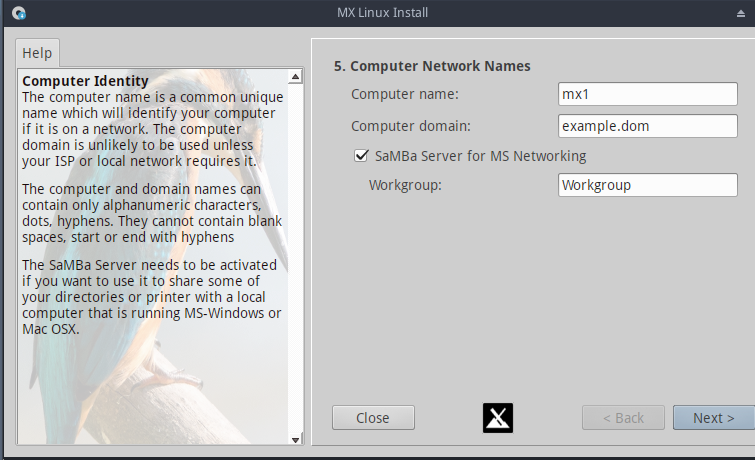 MX Linux Install
Help
Computer Identity
The computer name is a common unique
name which will identify your computer
if it is on a network. The computer
domain is unlikely to be used unless
your ISP or local network requires it.
The computer and domain names can
contain only alphanumeric characters,
dots, hyphens. They cannot contain blank
spaces, start or end with hyphens
The SaMBa Server needs to be activated
if you want to use it to share some of
your directories or printer with a local
computer that is running MS-Windows or
Mac OSX.
5. Computer Network Names
Computer name: mx1
Computer domain: example.dom
SaMBa Server for MS Networking
Workgroup: Workgroup
Close
< Back
Next >